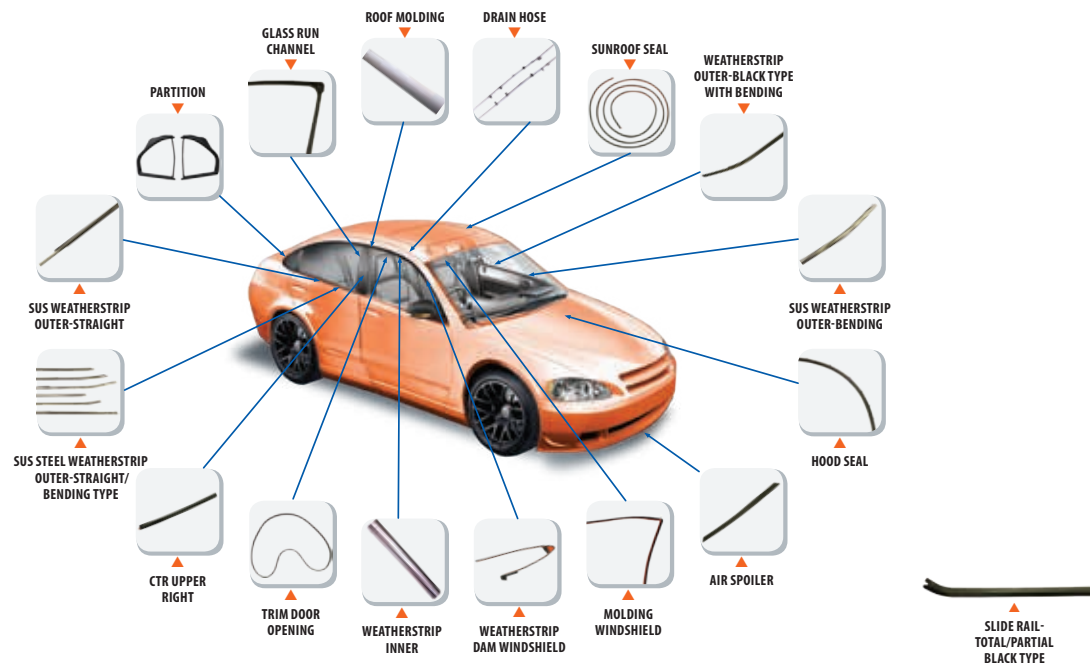 ROOF MOLDING
DRAIN HOSE
GLASS RUN
CHANNEL
SUNROOF SEAL
WEATHERSTRIP
OUTER-BLACK TYPE
WITH BENDING
PARTITION
SUS WEATHERSTRIP
OUTER-STRAIGHT
SUS WEATHERSTRIP
OUTER-BENDING
SUS STEEL WEATHERSTRIP
OUTER-STRAIGHT/
BENDING TYPE
HOOD SEAL
CTR UPPER
RIGHT
TRIM DOOR
OPENING
WEATHERSTRIP
INNER
WEATHERSTRIP
DAM WINDSHIELD
MOLDING
WINDSHIELD
AIR SPOILER
SLIDE RAIL-
TOTAL/PARTIAL
BLACK TYPE